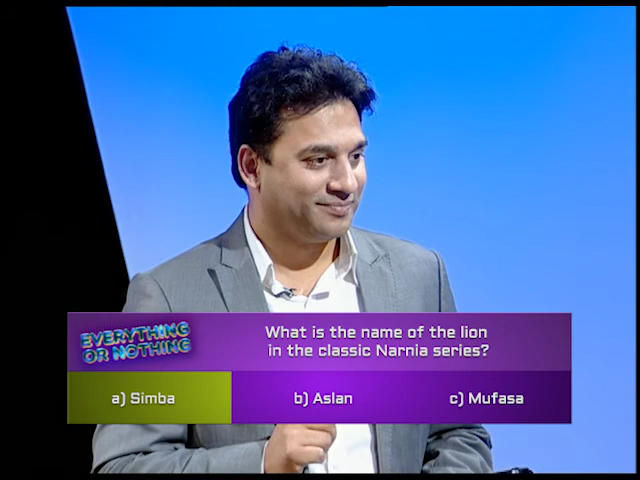 EVERYTHING
OR NOTHING
What is the name of the lion
in the classic Narnia series?
a) Simba
b) Aslan
c) Mufasa